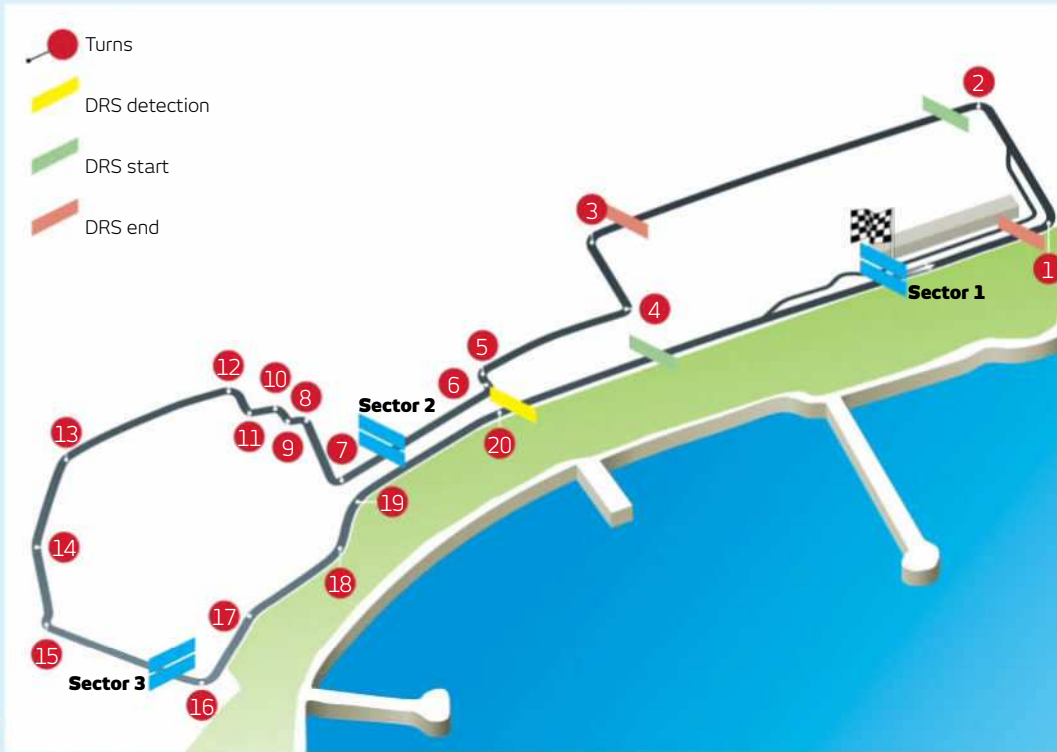 Turns
DRS detection
DRS start
DRS end
2
3
1
Sector 1
4
5
12
10
8
6
Sector 2
11
9
13
7
20
19
14
18
17
15
Sector 3
16